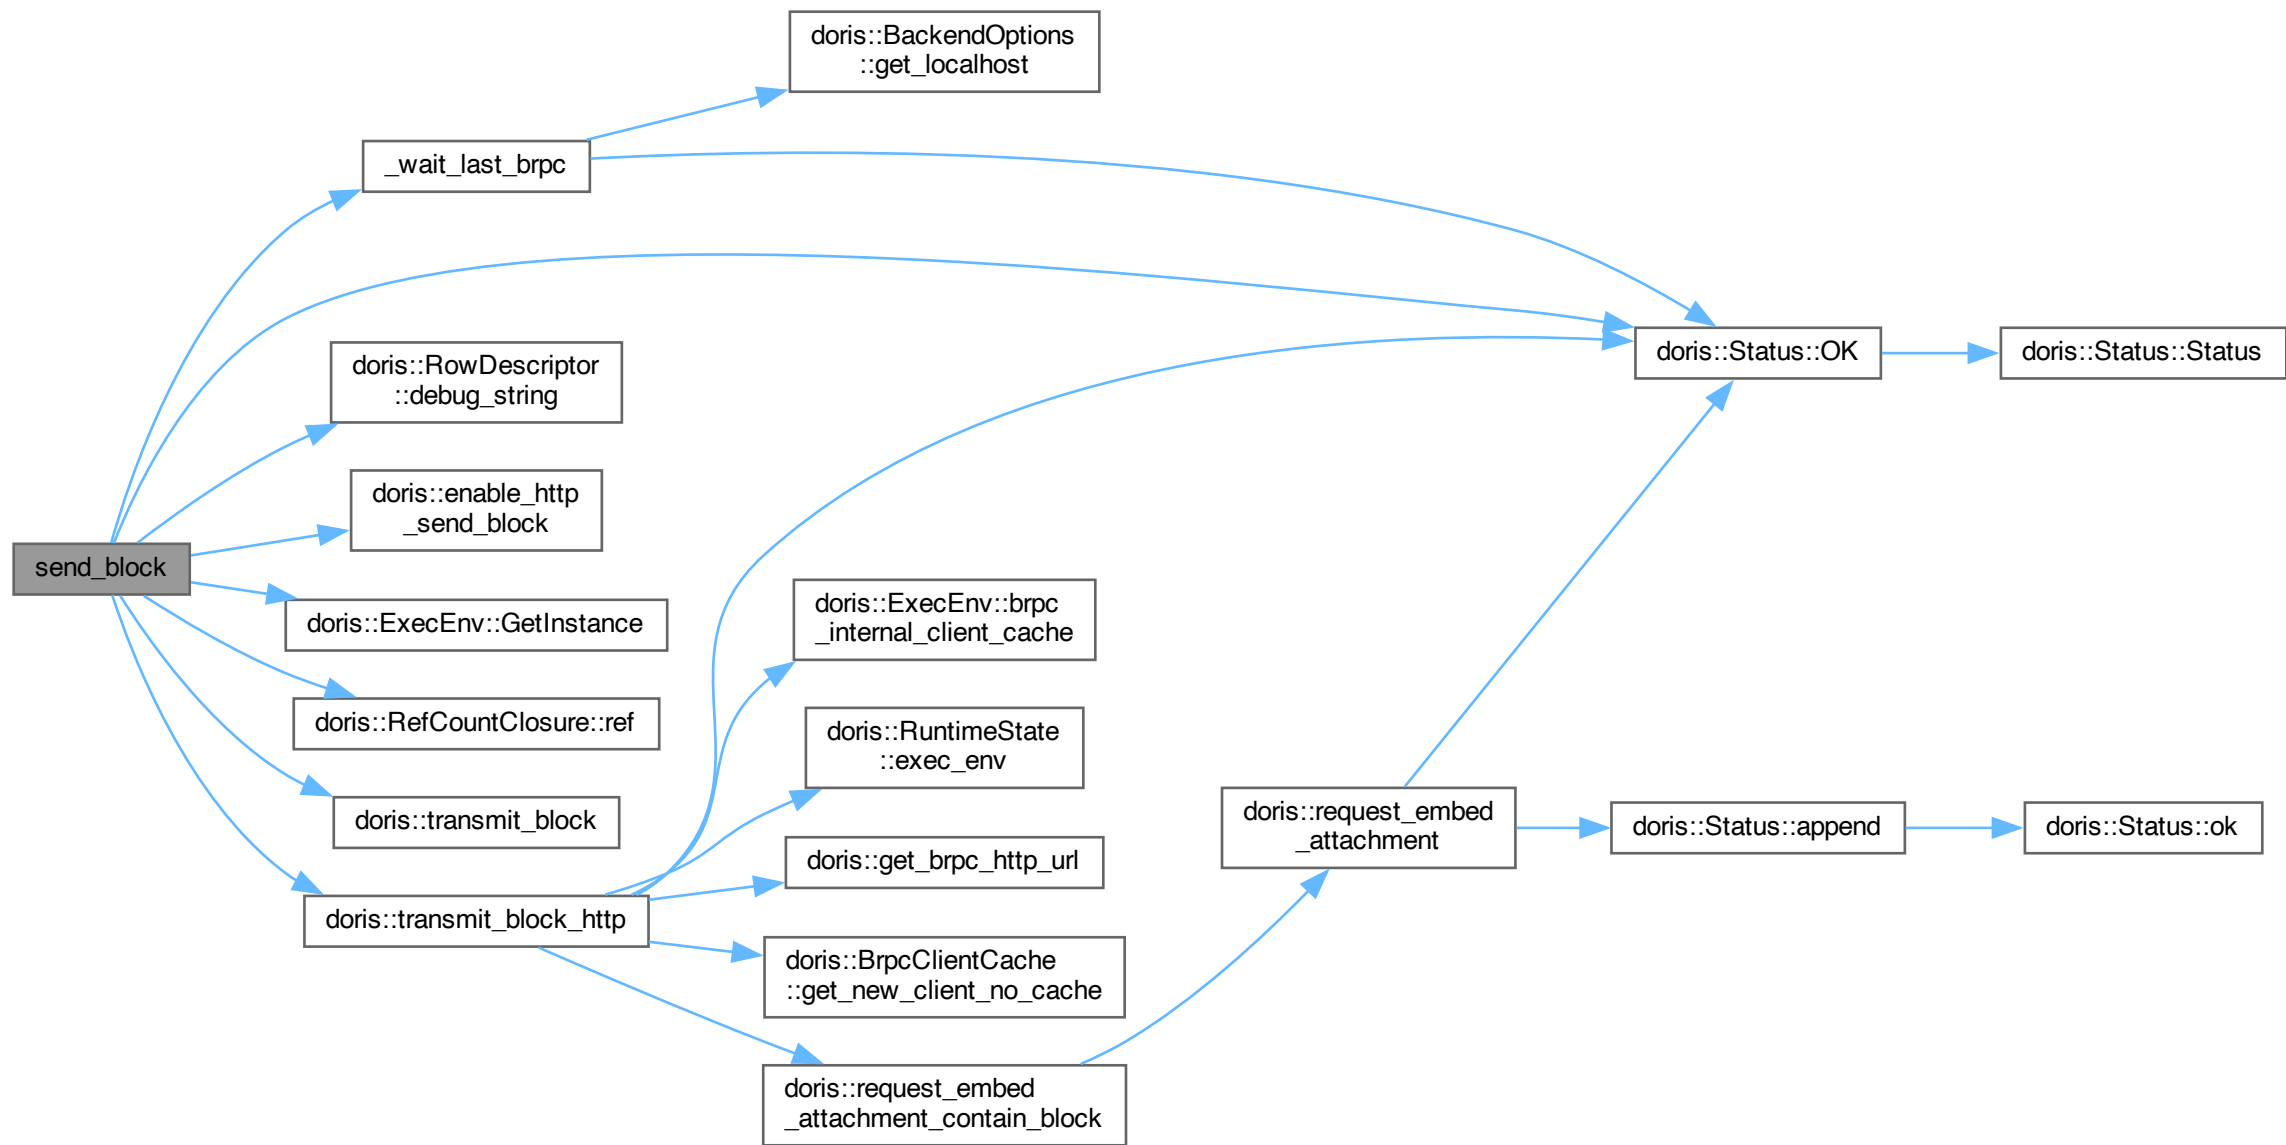 doris::BackendOptions
::get_localhost
_wait_last_brpc
doris::Status::OK
doris::Status::Status
doris::RowDescriptor
::debug_string
doris::enable_http
_send_block
send_block
doris::ExecEnv::GetInstance
doris::ExecEnv::brpc
_internal_client_cache
doris::RefCountClosure::ref
doris::RuntimeState
::exec_env
doris::transmit_block
doris::request_embed
_attachment
doris::Status::append
doris::Status::ok
doris::get_brpc_http_url
doris::transmit_block_http
doris::BrpcClientCache
::get_new_client_no_cache
doris::request_embed
_attachment_contain_block